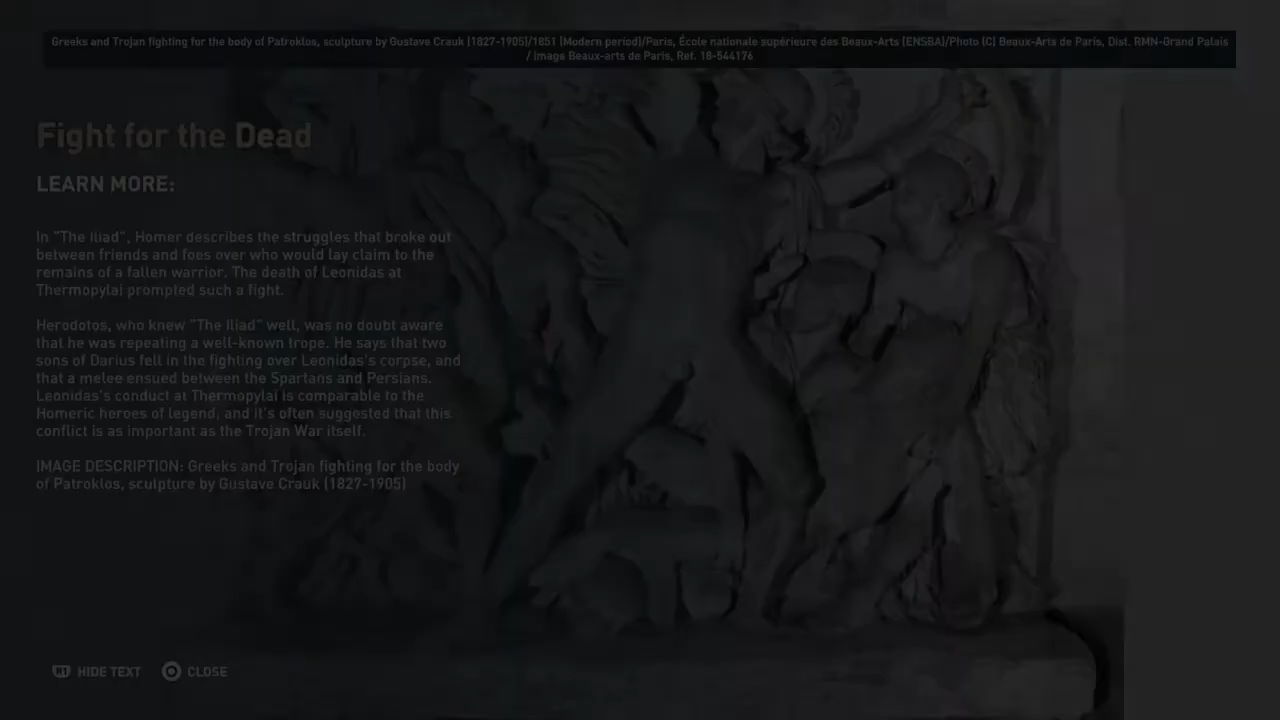 Greeks and Trojan fighting for the body of Patroklos, sculpture by Gustave Crauk (1827-1905)/1851 (Modern period)/Paris, École nationale supérieure des Beaux-Arts (ENSBA)/Photo (C) Beaux-Arts de Paris, Dist. RMN-Grand Palais
/ image Beaux-arts de Paris, Ref. 18-544176
Fight for the Dead
LEARN MORE:
In "The Iliad", Homer describes the struggles that broke out
between friends and foes over who would lay claim to the
remains of a fallen warrior. The death of Leonidas at
Thermopylai prompted such a fight.
Herodotos, who knew "The Iliad" well, was no doubt aware
that he was repeating a well-known trope. He says that two
sons of Darius fell in the fighting over Leonidas's corpse, and
that a melee ensued between the Spartans and Persians.
Leonidas's conduct at Thermopylai is comparable to the
Homeric heroes of legend, and it's often suggested that this
conflict is as important as the Trojan War itself.
IMAGE DESCRIPTION: Greeks and Trojan fighting for the body
of Patroklos, sculpture by Gustave Crauk (1827-1905)
R1 HIDE TEXT CLOSE